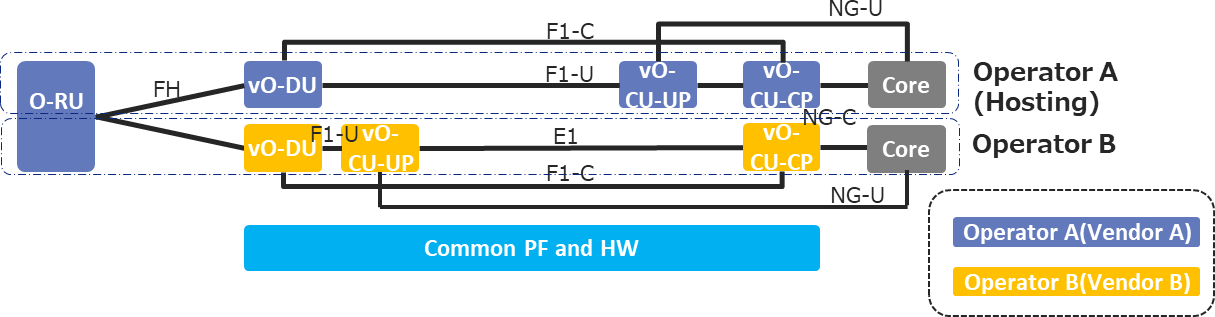 NG-U
F1-C
O-RU
FH
vO-DU
F1-U
vO-
CU-UP
vO-
CU-CP
Core
Operator A
(Hosting)
NG-C
vO-DU
F1-U
vO-
CU-UP
E1
vO-
CU-CP
Core
Operator B
F1-C
NG-U
Common PF and HW
Operator A(Vendor A)
Operator B(Vendor B)